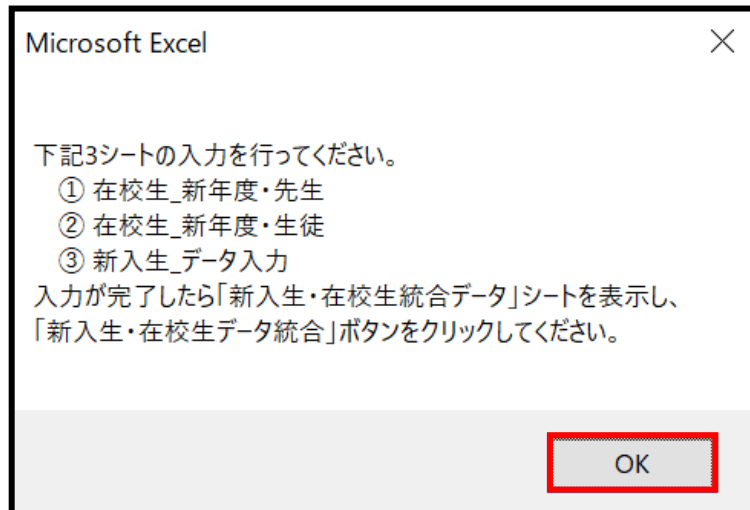 Microsoft Excel
下記3シートの入力を行ってください。
① 在校生_新年度・先生
② 在校生_新年度・生徒
③ 新入生_データ入力
入力が完了したら「新入生・在校生統合データ」シートを表示し、
「新入生・在校生データ統合」ボタンをクリックしてください。
OK